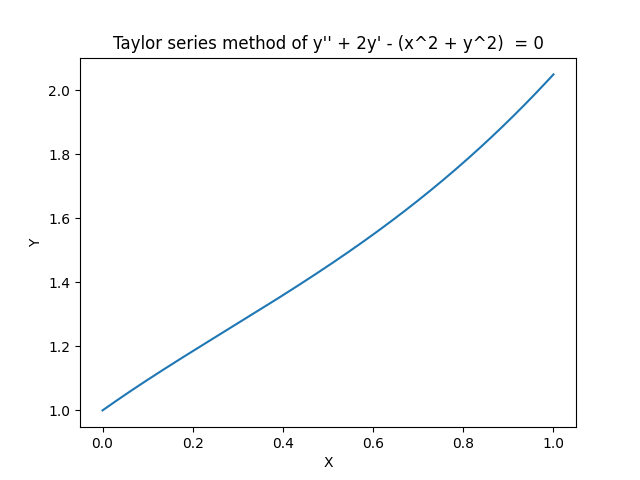 Taylor series method of y'' + 2y' - (x^2 + y^2)  = 0
2.0
1.8
1.6
1.4
1.2
1.0
Y
0.0 0.2 0.4 0.6 0.8 1.0
X